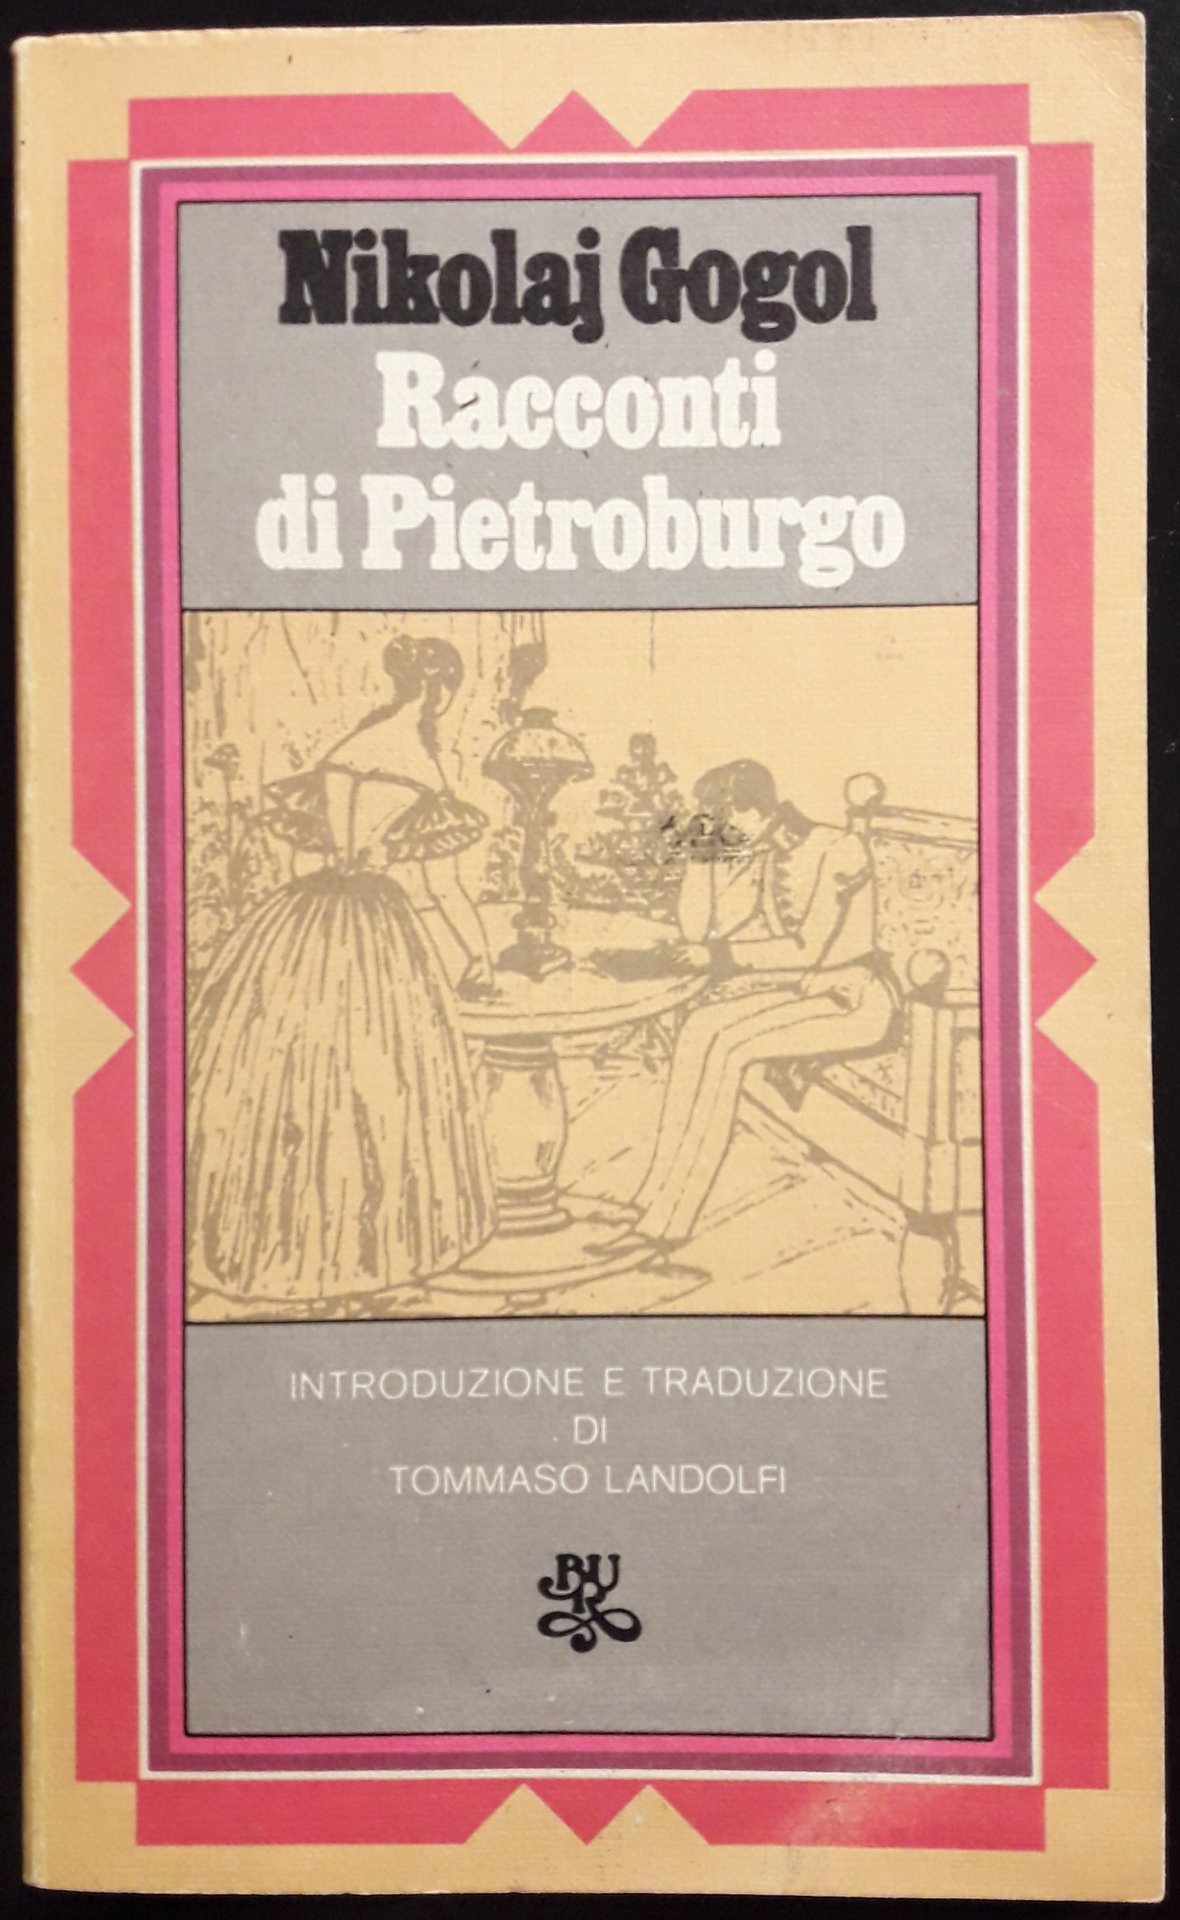 Nikolaj Gogol
Racconti
di Pietroburgo
INTRODUZIONE E TRADUZIONE
DI
TOMMASO LANDOLFI
BUR